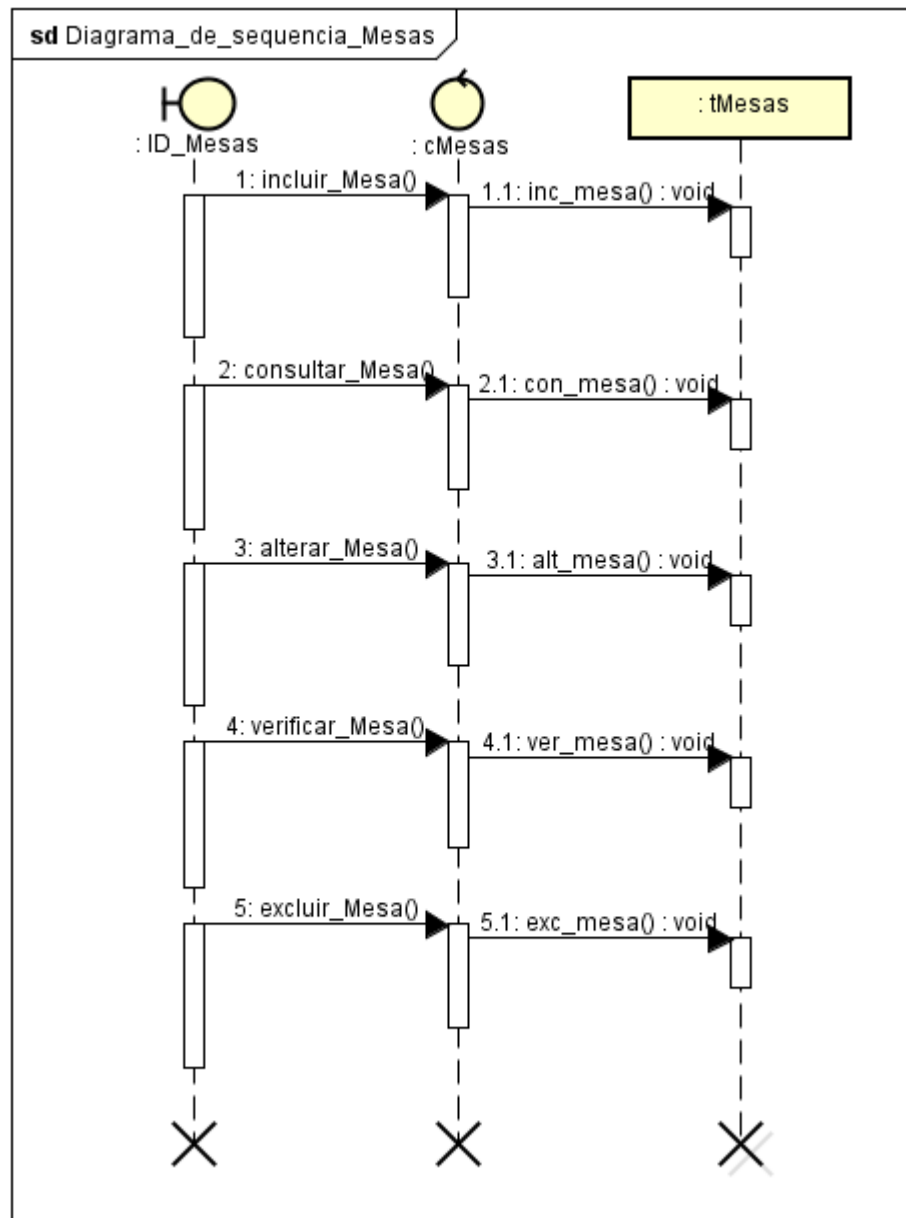 sd Diagrama_de_sequencia_Mesas
: ID_Mesas
: cMesas
: tMesas
1: incluir_Mesa()
1.1: inc_mesa() : void
2: consultar_Mesa()
2.1: con_mesa() : void
3: alterar_Mesa()
3.1: alt_mesa() : void
4: verificar_Mesa()
4.1: ver_mesa() : void
5: excluir_Mesa()
5.1: exc_mesa() : void